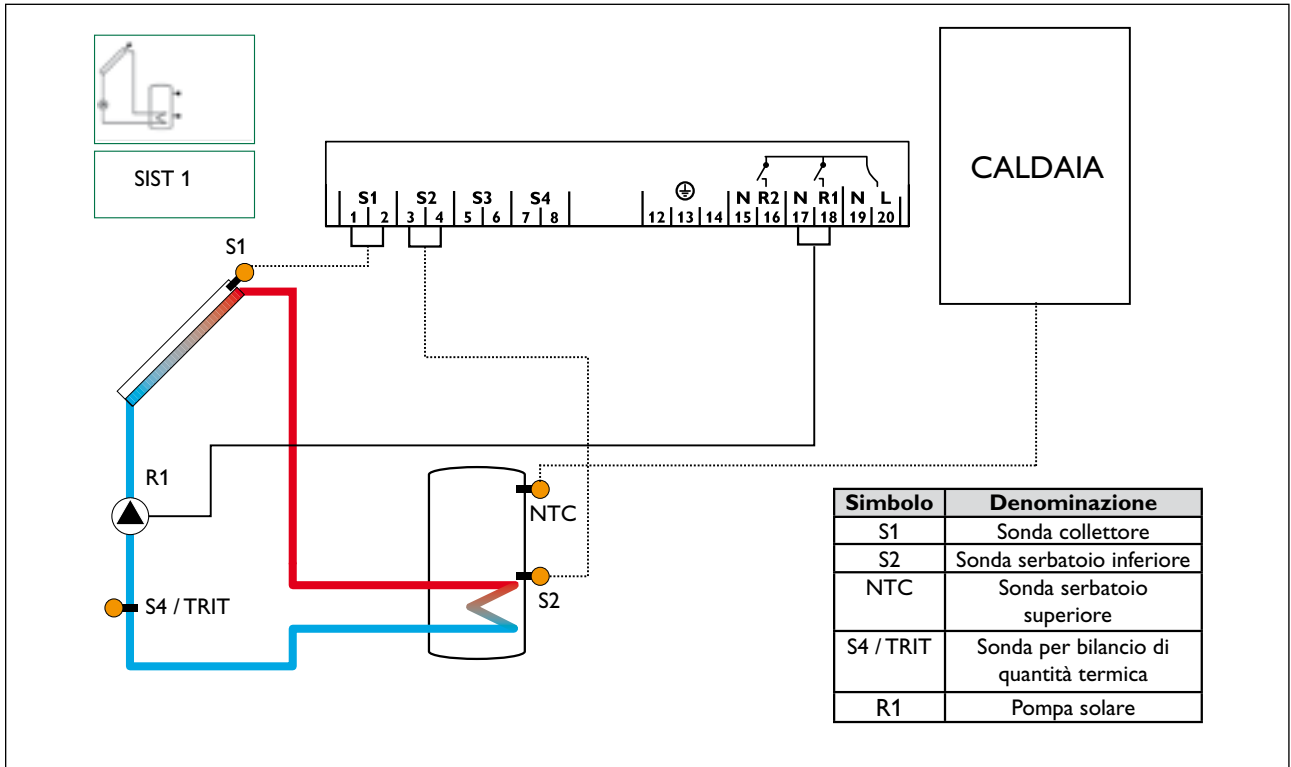 SIST 1
CALDAIA
S1 S2 S3 S4 N R2 N R1 N L
1 2 3 4 5 6 7 8 12 13 14 15 16 17 18 19 20
S1
R1
NTC
S2
S4 / TRIT
Simbolo Denominazione
S1 Sonda collettore
S2 Sonda serbatoio inferiore
NTC Sonda serbatoio
superiore
S4 / TRIT Sonda per bilancio di
quantità termica
R1 Pompa solare